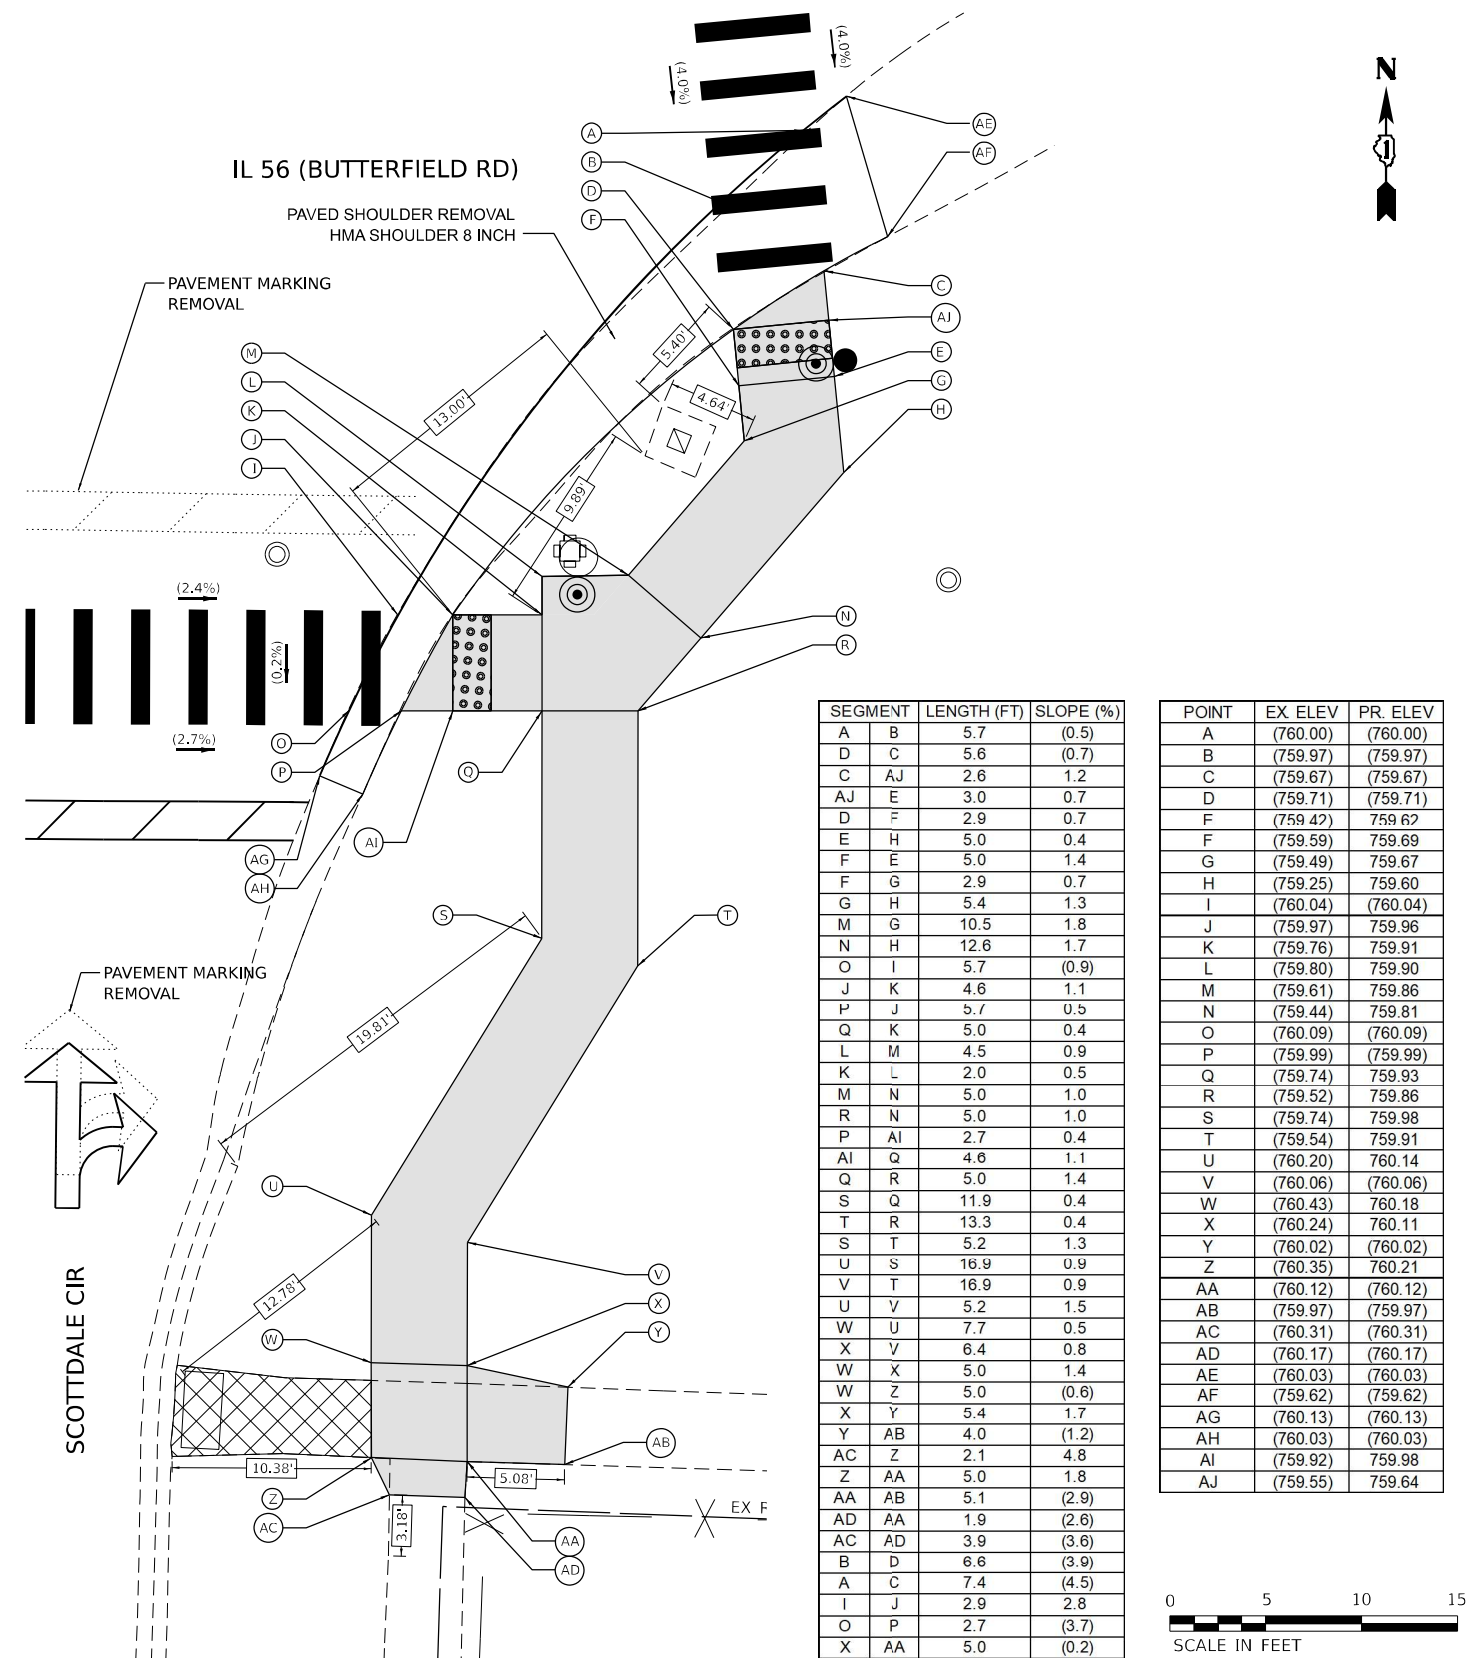 (4.0%)
(4.0%)
N
1
A
AE
B
AF
D
F
IL 56 (BUTTERFIELD RD)
PAVED SHOULDER REMOVAL
HMA SHOULDER 8 INCH
PAVEMENT MARKING
REMOVAL
C
AJ
5.40'
E
M
G
L
4.64'
K
H
13.00'
J
I
9.89'
(2.4%)
N
R
(0.2%)
(2.7%)
O
P
Q
AI
AG
AH
S
T
PAVEMENT MARKING
REMOVAL
19.81'
U
12.78'
V
X
W
Y
SCOTTDALE CIR
10.38'
5.08'
AB
Z
AC
3.18'
EX R
AA
AD
SEGMENT LENGTH (FT) SLOPE (%)
A B 5.7 (0.5)
D C 5.6 (0.7)
C AJ 2.6 1.2
AJ E 3.0 0.7
D F 2.9 0.7
E H 5.0 0.4
F E 5.0 1.4
F G 2.9 0.7
G H 5.4 1.3
M G 10.5 1.8
N H 12.6 1.7
O I 5.7 (0.9)
J K 4.6 1.1
P J 5.7 0.5
Q K 5.0 0.4
L M 4.5 0.9
K L 2.0 0.5
M N 5.0 1.0
R N 5.0 1.0
P AI 2.7 0.4
AI Q 4.6 1.1
Q R 5.0 1.4
S Q 11.9 0.4
T R 13.3 0.4
S T 5.2 1.3
U S 16.9 0.9
V T 16.9 0.9
U V 5.2 1.5
W U 7.7 0.5
X V 6.4 0.8
W X 5.0 1.4
W Z 5.0 (0.6)
X Y 5.4 1.7
Y AB 4.0 (1.2)
AC Z 2.1 4.8
Z AA 5.0 1.8
AA AB 5.1 (2.9)
AD AA 1.9 (2.6)
AC AD 3.9 (3.6)
B D 6.6 (3.9)
A C 7.4 (4.5)
I J 2.9 2.8
O P 2.7 (3.7)
X AA 5.0 (0.2)
POINT EX. ELEV PR. ELEV
A (760.00) (760.00)
B (759.97) (759.97)
C (759.67) (759.67)
D (759.71) (759.71)
E (759.42) 759.62
F (759.59) 759.69
G (759.49) 759.67
H (759.25) 759.60
I (760.04) (760.04)
J (759.97) 759.96
K (759.76) 759.91
L (759.80) 759.90
M (759.61) 759.86
N (759.44) 759.81
O (760.09) (760.09)
P (759.99) (759.99)
Q (759.74) 759.93
R (759.52) 759.86
S (759.74) 759.98
T (759.54) 759.91
U (760.20) 760.14
V (760.06) (760.06)
W (760.43) 760.18
X (760.24) 760.11
Y (760.02) (760.02)
Z (760.35) 760.21
AA (760.12) (760.12)
AB (759.97) (759.97)
AC (760.31) (760.31)
AD (760.17) (760.17)
AE (760.03) (760.03)
AF (759.62) (759.62)
AG (760.13) (760.13)
AH (760.03) (760.03)
AI (759.92) 759.98
AJ (759.55) 759.64
0 5 10 15
SCALE IN FEET